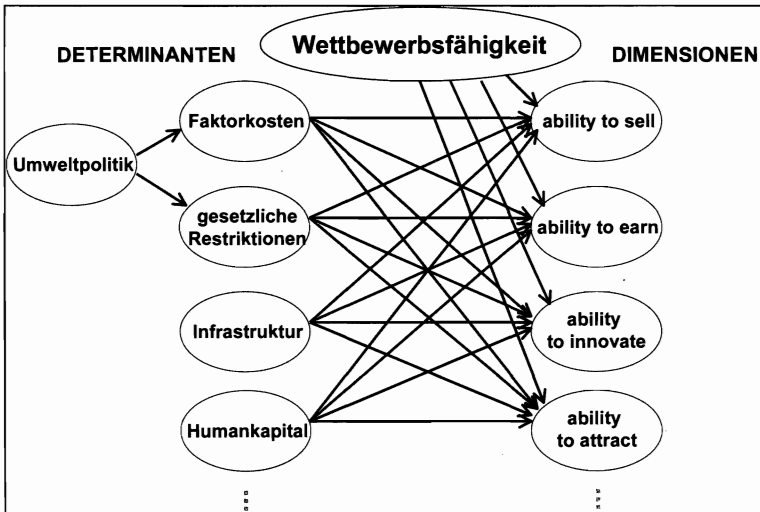 Wettbewerbsfähigkeit
DETERMINANTEN
DIMENSIONEN
Faktorkosten
ability to sell
Umweltpolitik
gesetzliche
Restriktionen
ability to earn
Infrastruktur
ability
to innovate
Humankapital
ability
to attract